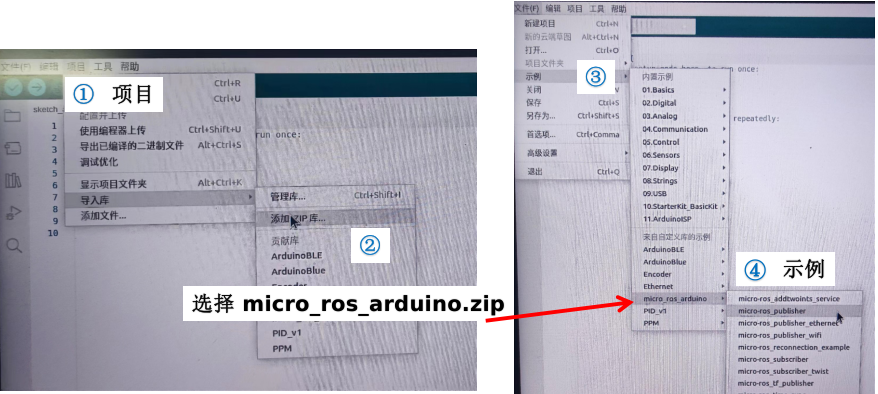 文件(F) 编辑 项目 工具 帮助
① 项目
Ctrl+R
Ctrl+U
配置并上传
使用编程器上传 Ctrl+Shift+U
导出已编译的二进制文件 Alt+Ctrl+S
调试优化
显示项目文件夹 Alt+Ctrl+K
导入库
添加文件...
sketch_
1
2
3
4
5
6
7
8
9
10
run once:
管理库... Ctrl+Shift+I
添加 .ZIP 库...
贡献库
②
ArduinoBLE
ArduinoBlue
Encoder
选择 micro_ros_arduino.zip
PID_v1
PPM
文件(F) 编辑 项目 工具 帮助
新建项目 Ctrl+N
新的云端草图 Alt+Ctrl+N
打开... Ctrl+O
项目文件夹
示例
③
关闭
保存 Ctrl+S
另存为... Ctrl+Shift+S
首选项... Ctrl+Comma
高级设置
退出 Ctrl+Q
run once:
repeatedly:
内置示例
01.Basics
02.Digital
03.Analog
04.Communication
05.Control
06.Sensors
07.Display
08.Strings
09.USB
10.StarterKit_BasicKit
11.ArduinoISP
来自自定义库的示例
ArduinoBLE
ArduinoBlue
Encoder
Ethernet
micro_ros_arduino
PID_v1
PPM
④ 示例
micro-ros_addtwoints_service
micro-ros_publisher
micro-ros_publisher_ethernet
micro-ros_publisher_wifi
micro-ros_reconnection_example
micro-ros_subscriber
micro-ros_subscriber_twist
micro-ros_tf_publisher